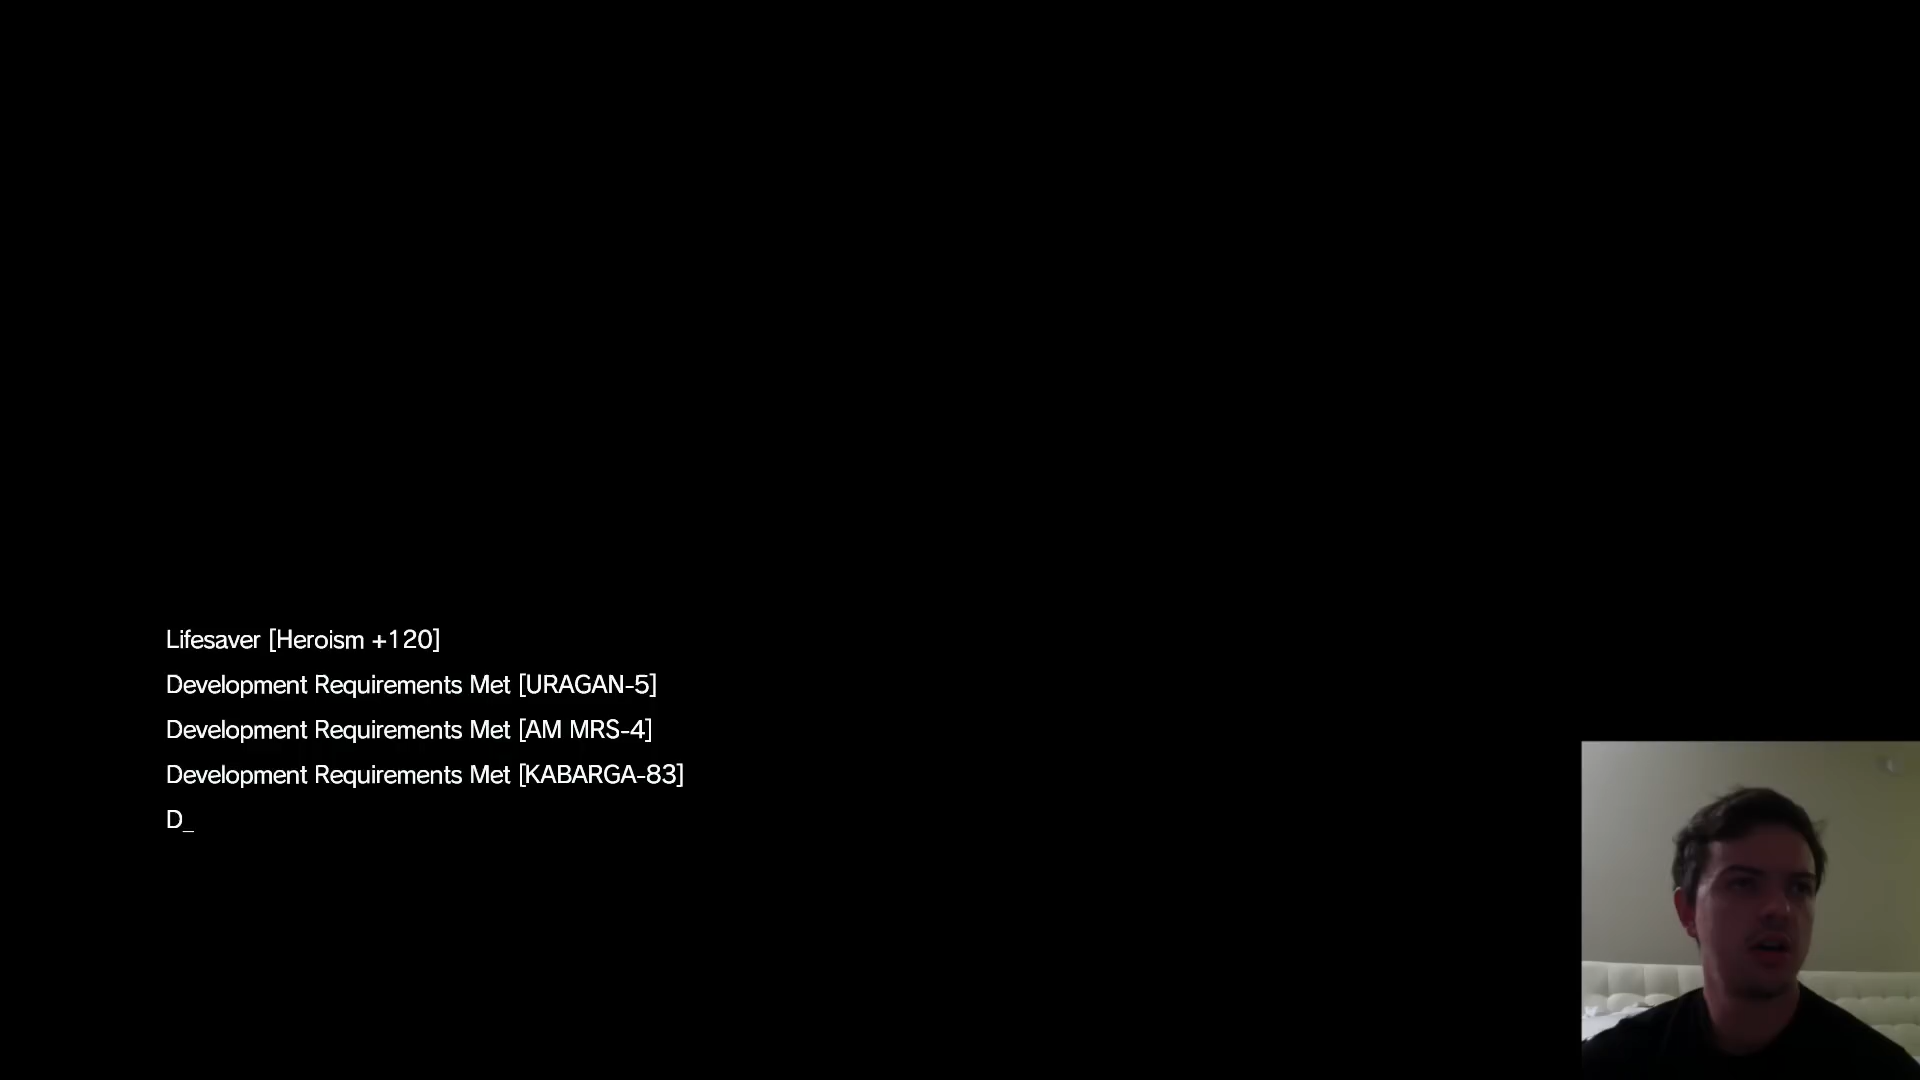 Lifesaver [Heroism +120]
Development Requirements Met [URAGAN-5]
Development Requirements Met [AM MRS-4]
Development Requirements Met [KABARGA-83]
D_